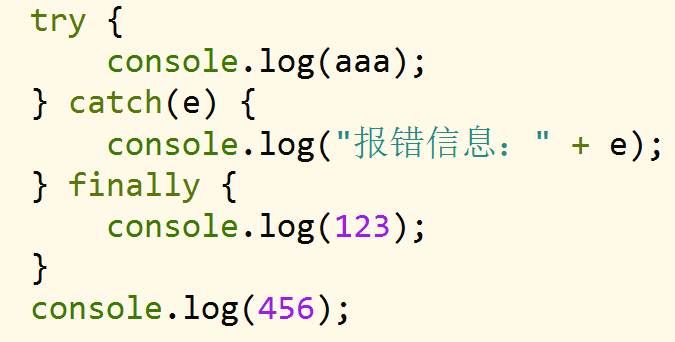 try {
    console.log(aaa);
} catch(e) {
    console.log("报错信息：" + e);
} finally {
    console.log(123);
}
console.log(456);